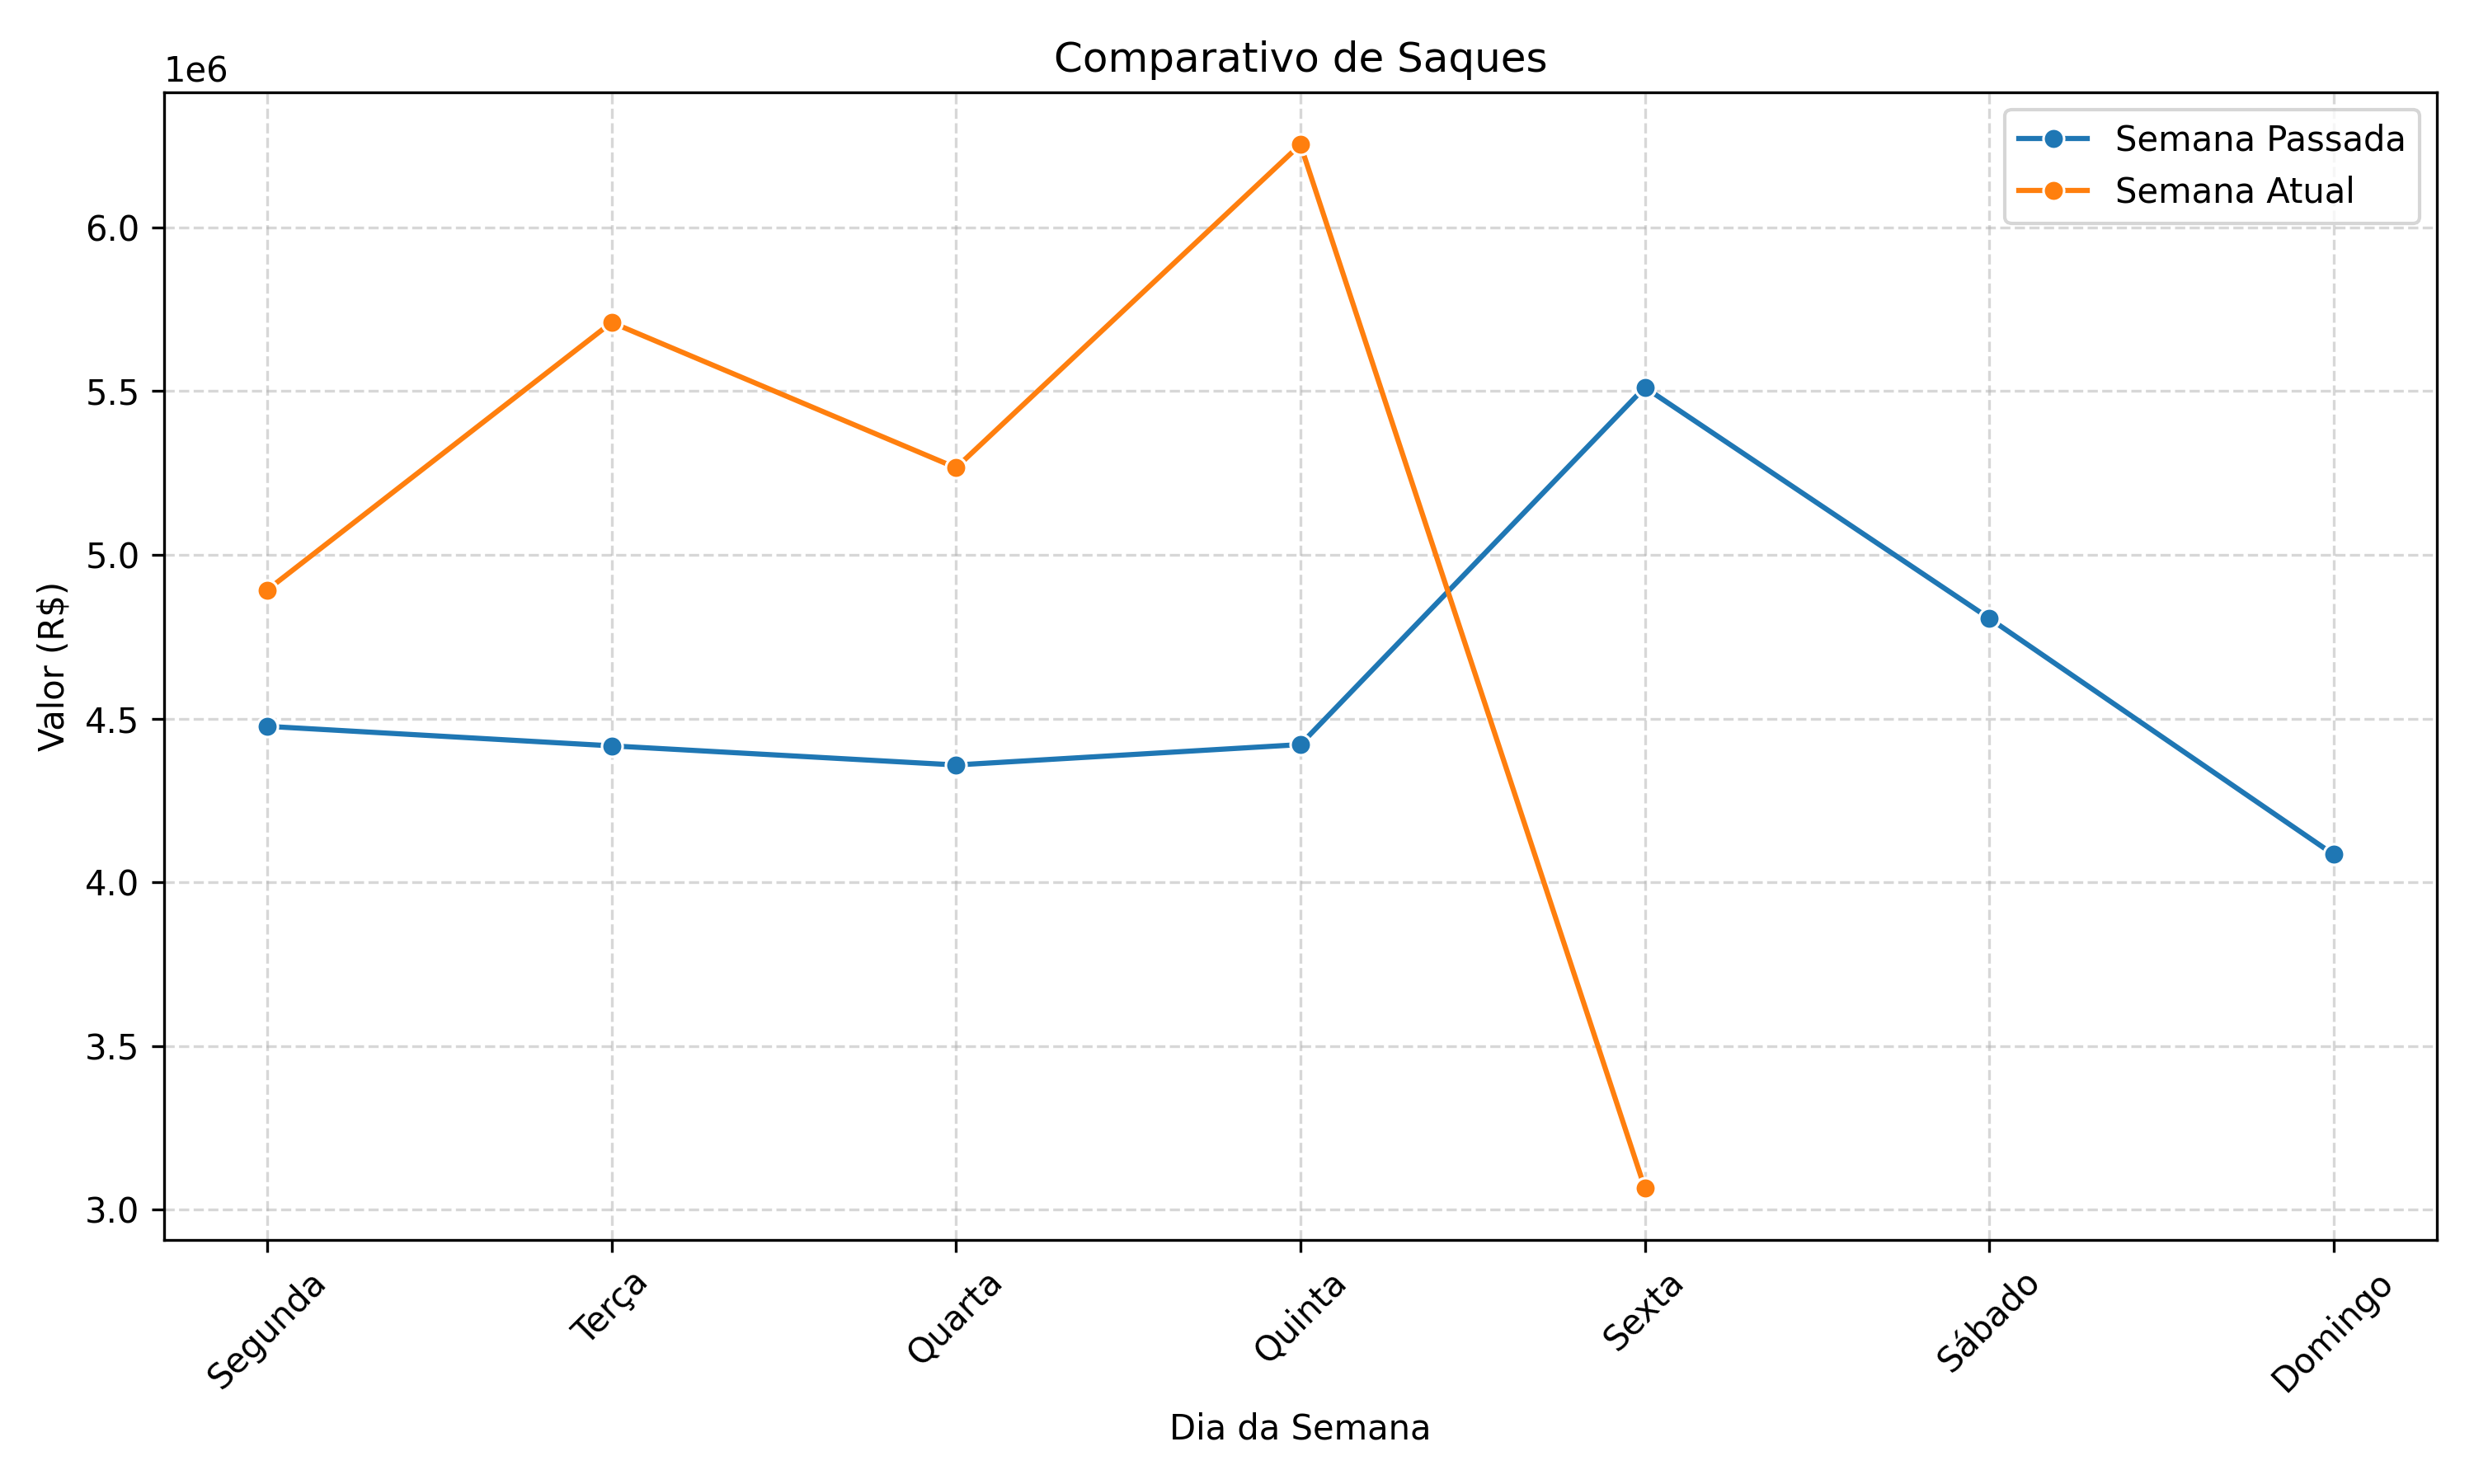 Comparativo de Saques
1e6
Semana Passada
Semana Atual
Valor (R$)
6.0
5.5
5.0
4.5
4.0
3.5
3.0
Segunda
Terça
Quarta
Quinta
Sexta
Sábado
Domingo
Dia da Semana